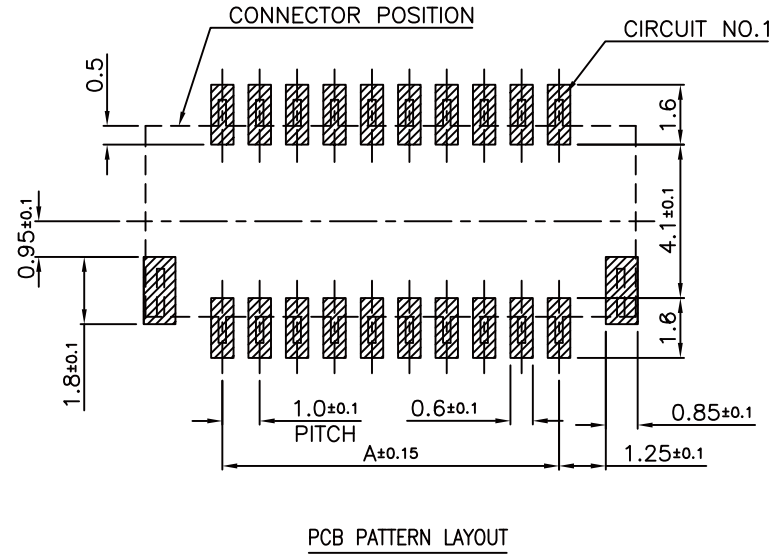 CONNECTOR POSITION
CIRCUIT NO.1
0.5
1.6
0.95±0.1
4.1±0.1
1.8±0.1
1.6
1.0±0.1
PITCH
0.6±0.1
0.85±0.1
A±0.15
1.25±0.1
PCB PATTERN LAYOUT